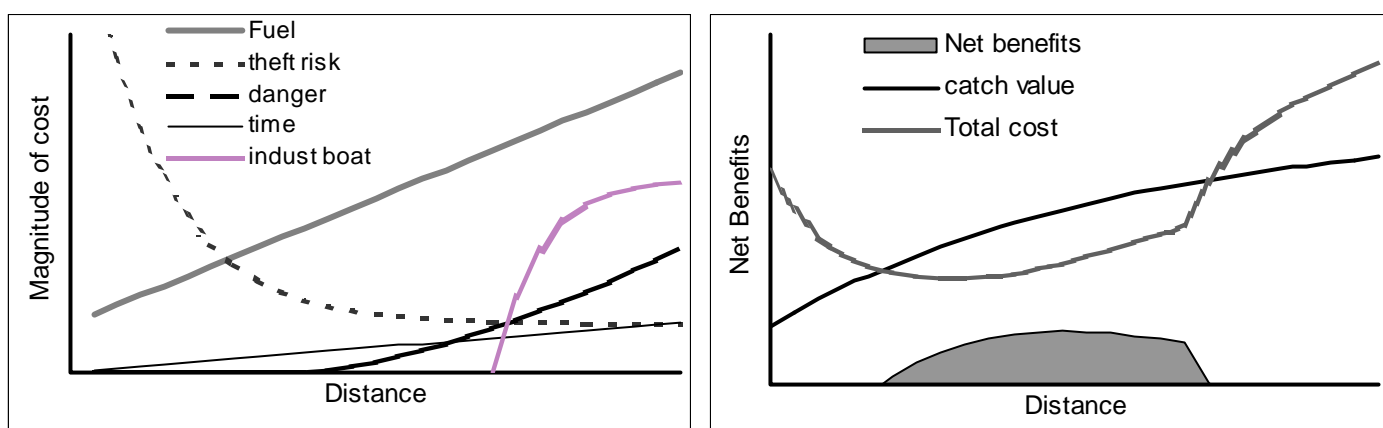 Fuel
theft risk
danger
time
indust boat
Magnitude of cost
Distance
Net benefits
catch value
Total cost
Net Benefits
Distance